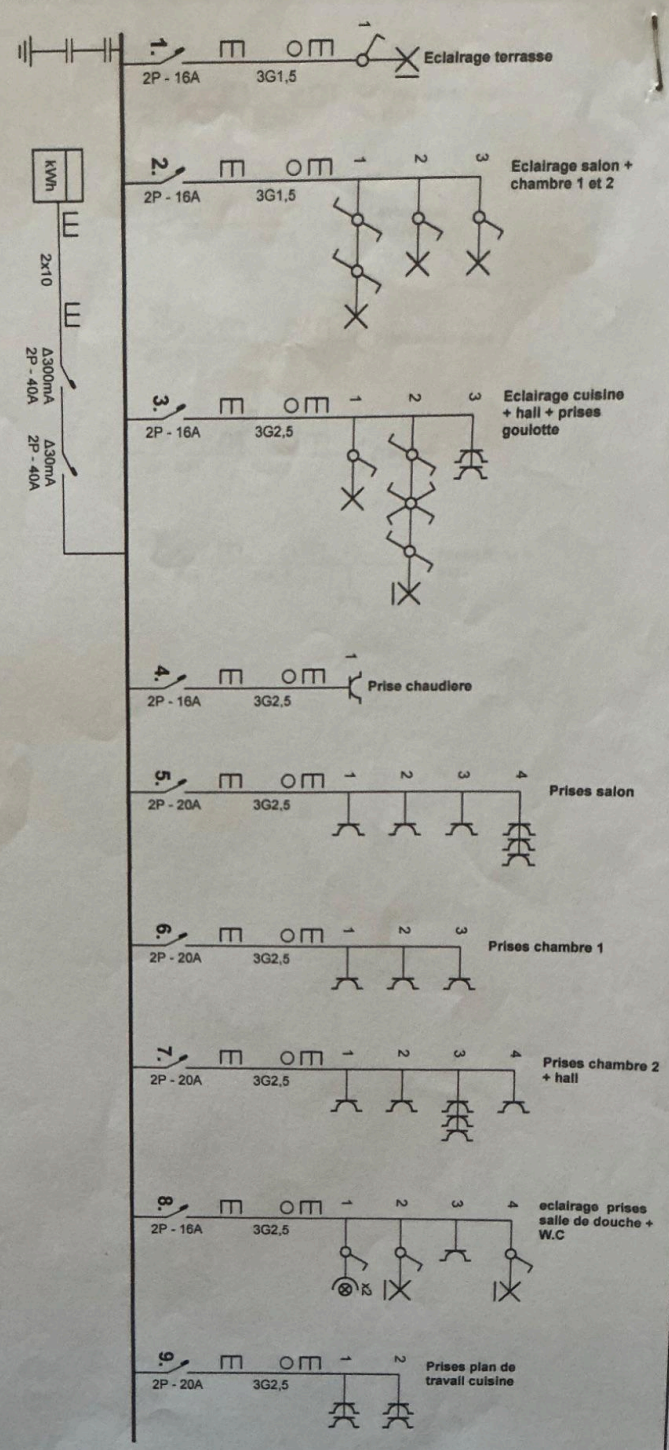 1.
2P - 16A
3G1,5
1
Eclairage terrasse
2.
2P - 16A
3G1,5
1
2
3
Eclairage salon +
chambre 1 et 2
kWh
2x10
Δ300mA
2P - 40A
Δ30mA
2P - 40A
3.
2P - 16A
3G2,5
1
2
3
Eclairage cuisine
+ hall + prises
goulotte
4.
2P - 16A
3G2,5
1
Prise chaudiere
5.
2P - 20A
3G2,5
1
2
3
4
Prises salon
6.
2P - 20A
3G2,5
1
2
3
Prises chambre 1
7.
2P - 20A
3G2,5
1
2
3
4
Prises chambre 2
+ hall
8.
2P - 16A
3G2,5
1
2
3
4
x2
eclairage prises
salle de douche +
W.C
9.
2P - 20A
3G2,5
1
2
Prises plan de
travail cuisine